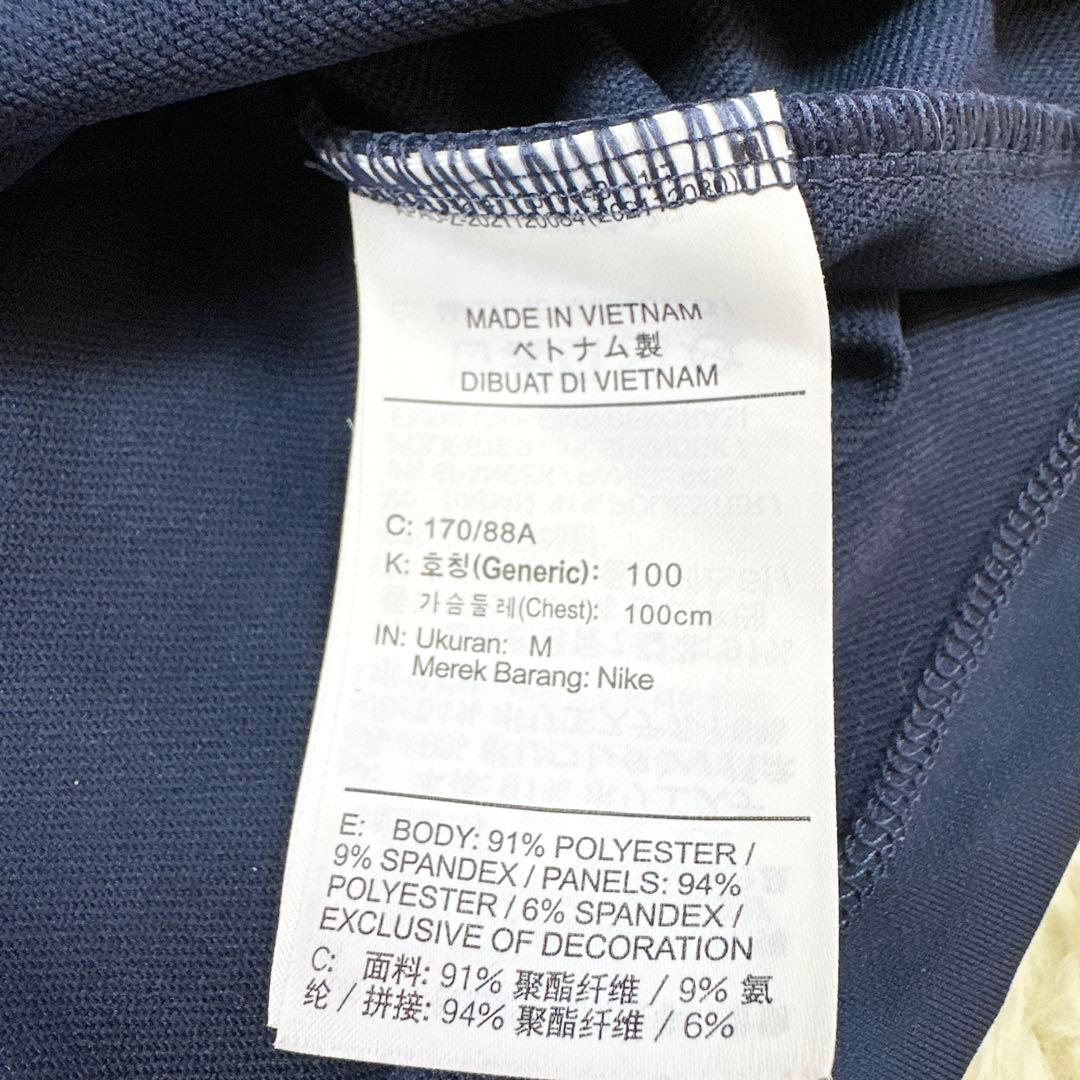 MADE IN VIETNAM
ベトナム製
DIBUAT DI VIETNAM
C: 170/88A
K: 호칭(Generic): 100
가슴둘레(Chest): 100cm
IN: Ukuran: M
Merek Barang: Nike
E: BODY: 91% POLYESTER /
9% SPANDEX / PANELS: 94%
POLYESTER / 6% SPANDEX /
EXCLUSIVE OF DECORATION
C: 面料: 91% 聚酯纤维 / 9% 氨
纶 / 拼接: 94% 聚酯纤维 / 6%